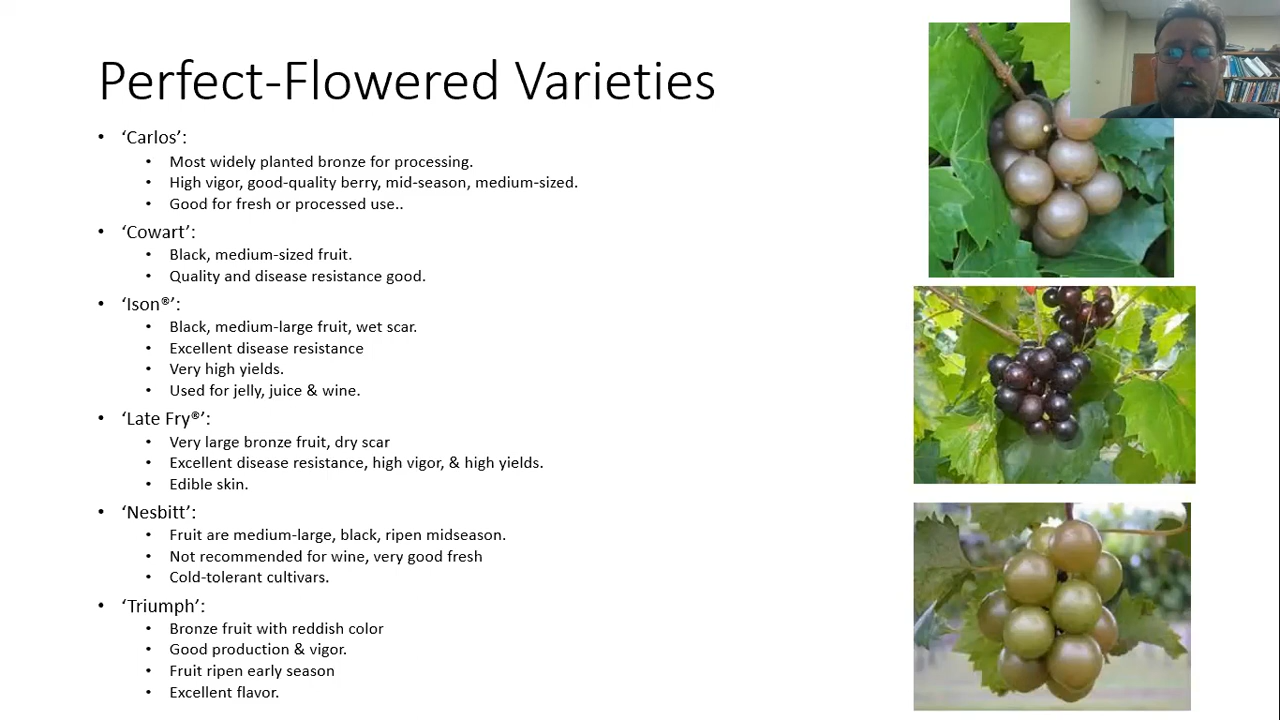 Perfect-Flowered Varieties
• ‘Carlos’:
• Most widely planted bronze for processing.
• High vigor, good-quality berry, mid-season, medium-sized.
• Good for fresh or processed use..
• ‘Cowart’:
• Black, medium-sized fruit.
• Quality and disease resistance good.
• ‘Ison®’:
• Black, medium-large fruit, wet scar.
• Excellent disease resistance
• Very high yields.
• Used for jelly, juice & wine.
• ‘Late Fry®’:
• Very large bronze fruit, dry scar
• Excellent disease resistance, high vigor, & high yields.
• Edible skin.
• ‘Nesbitt’:
• Fruit are medium-large, black, ripen midseason.
• Not recommended for wine, very good fresh
• Cold-tolerant cultivars.
• ‘Triumph’:
• Bronze fruit with reddish color
• Good production & vigor.
• Fruit ripen early season
• Excellent flavor.